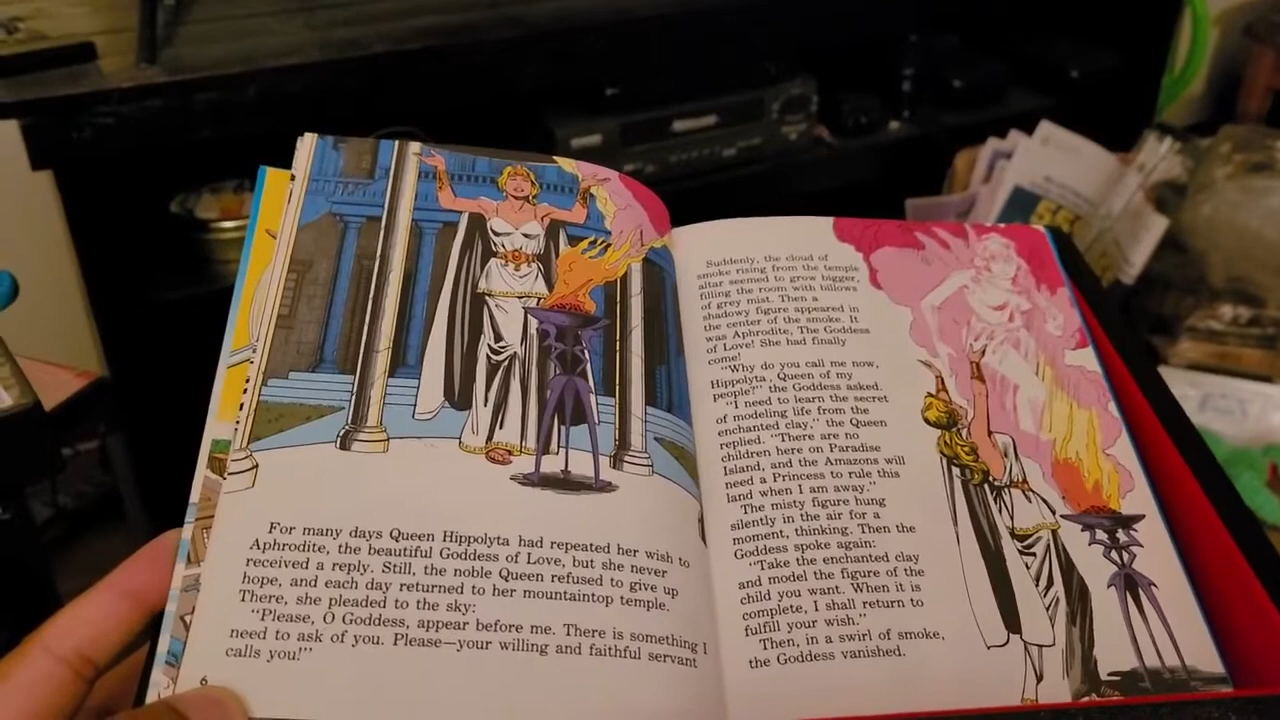 For many days Queen Hippolyta had repeated her wish to
Aphrodite, the beautiful Goddess of Love, but she never
received a reply. Still, the noble Queen refused to give up
hope, and each day returned to her mountaintop temple.
There, she pleaded to the sky:
"Please, O Goddess, appear before me. There is something I
need to ask of you. Please—your willing and faithful servant
calls you!"
6
Suddenly, the cloud of
smoke rising from the temple
altar seemed to grow bigger,
filling the room with billows
of grey mist. Then a
shadowy figure appeared in
the center of the smoke. It
was Aphrodite, The Goddess
of Love! She had finally
come!
"Why do you call me now,
Hippolyta, Queen of my
people?" the Goddess asked.
"I need to learn the secret
of modeling life from the
enchanted clay," the Queen
replied. "There are no
children here on Paradise
Island, and the Amazons will
need a Princess to rule this
land when I am away."
The misty figure hung
silently in the air for a
moment, thinking. Then the
Goddess spoke again:
"Take the enchanted clay
and model the figure of the
child you want. When it is
complete, I shall return to
fulfill your wish."
Then, in a swirl of smoke,
the Goddess vanished.